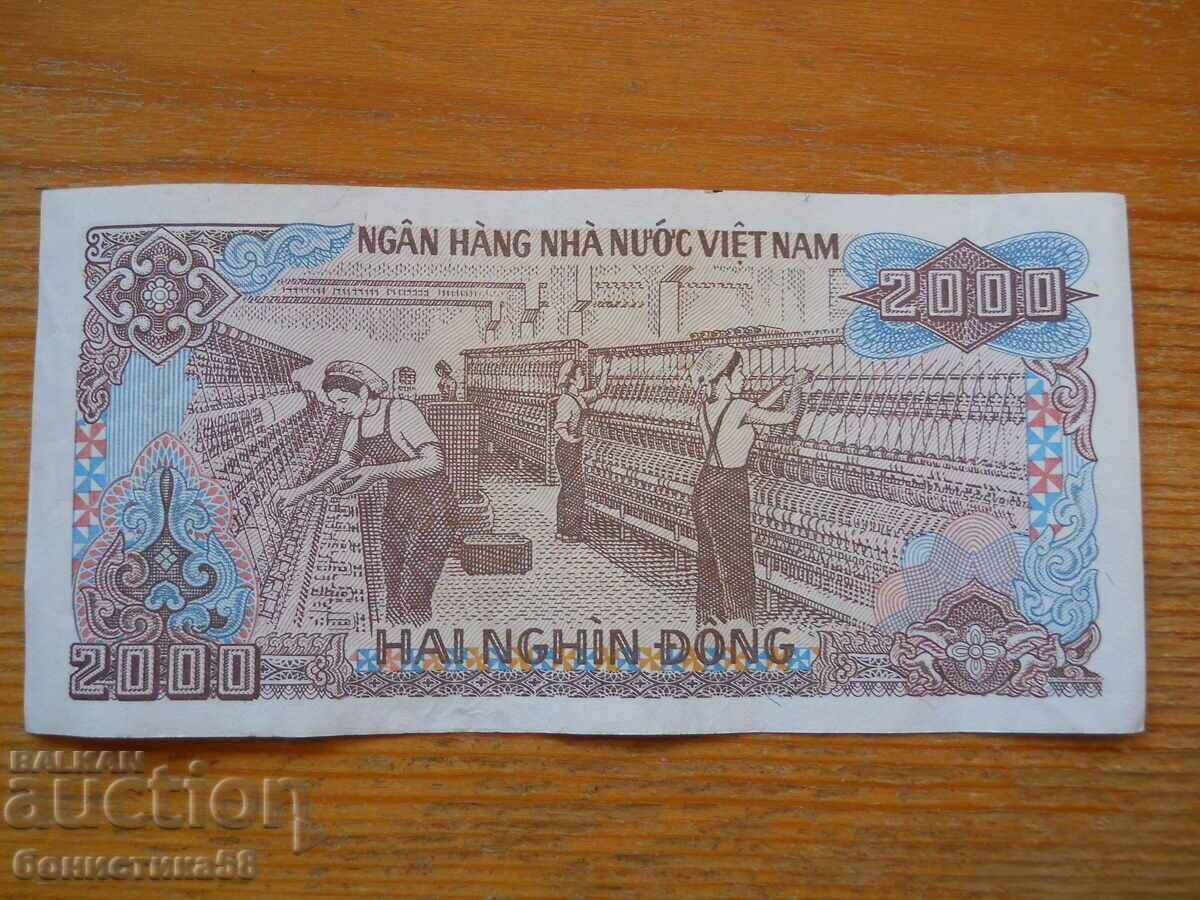 NGÂN HÀNG NHÀ NƯỚC VIỆT NAM
2000
HAI NGHÌN ĐỒNG
2000
BALKAN
auction
бонистика58